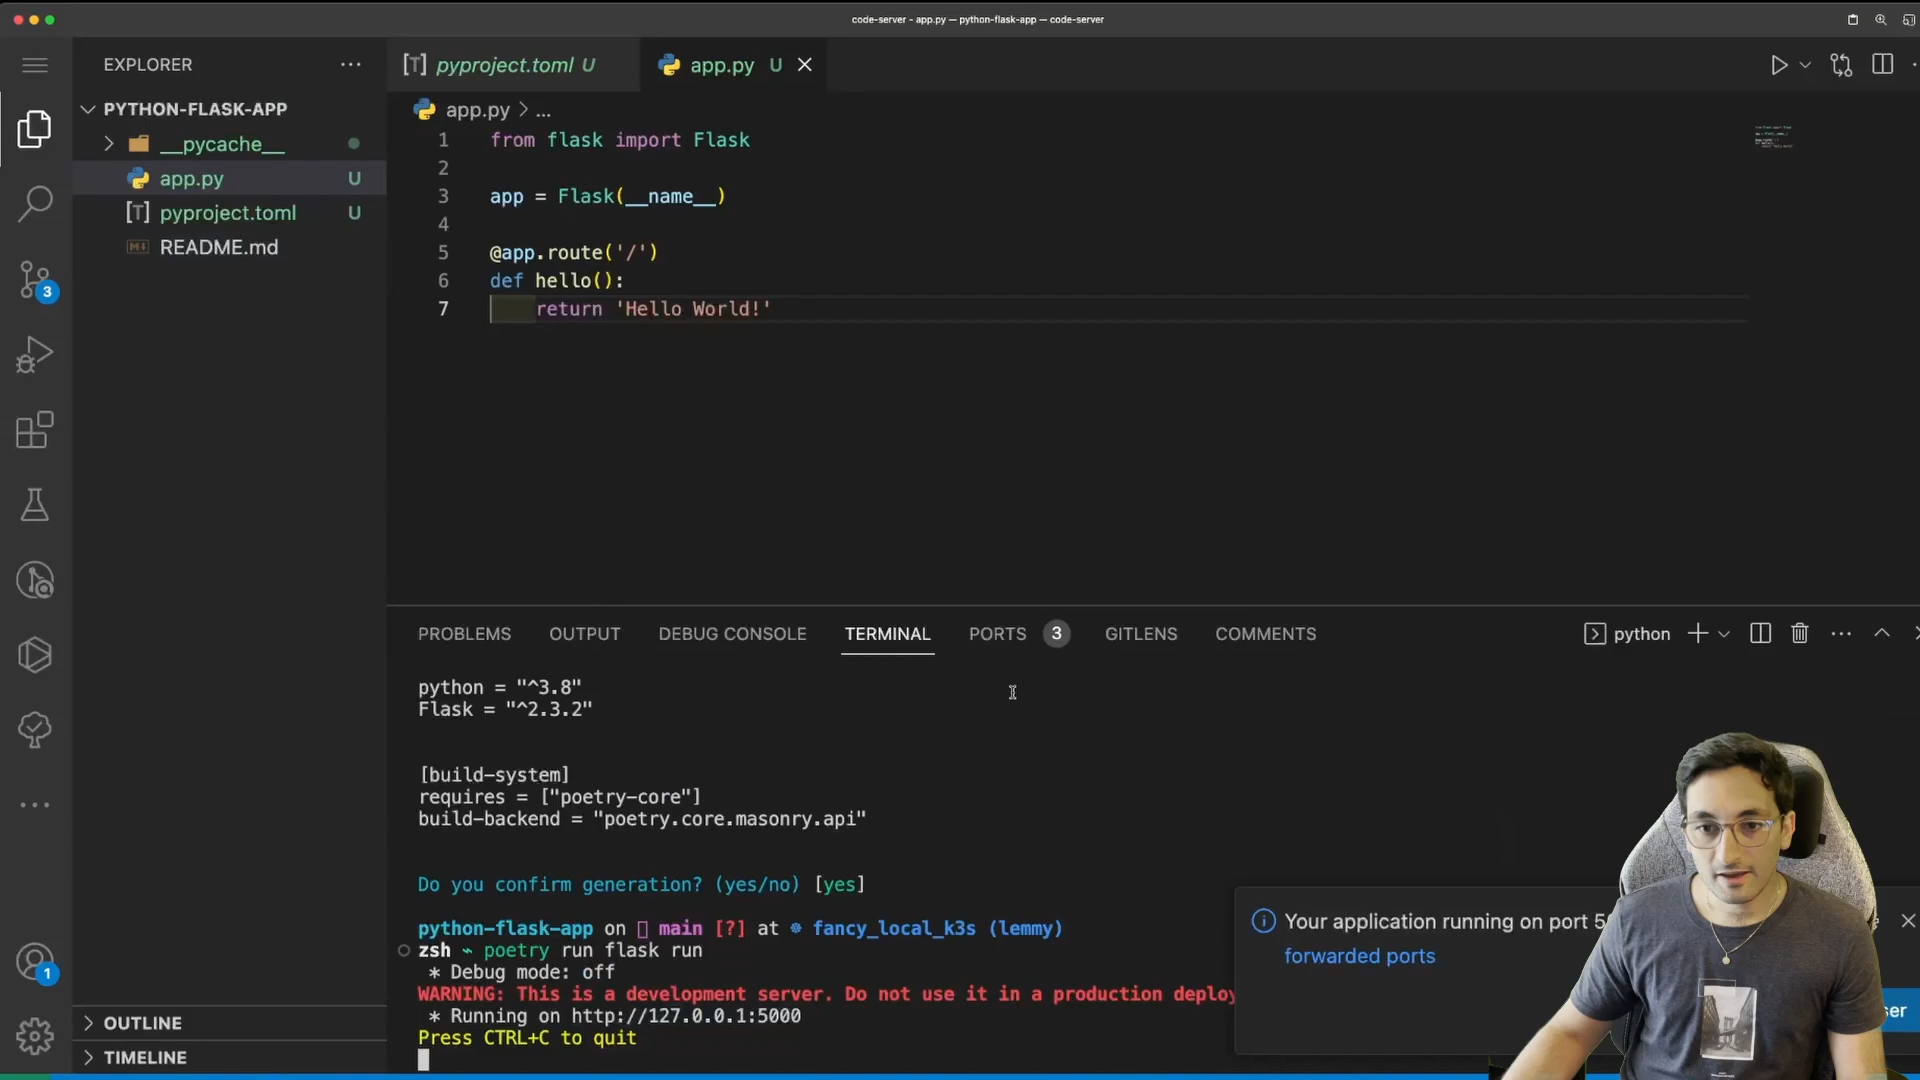 code-server - app.py — python-flask-app — code-server
EXPLORER
pyproject.toml U
app.py U
PYTHON-FLASK-APP
__pycache__
app.py U
pyproject.toml U
README.md
app.py > ...
1 from flask import Flask
2
3 app = Flask(__name__)
4
5 @app.route('/')
6 def hello():
7 return 'Hello World!'
3
1
PROBLEMS OUTPUT DEBUG CONSOLE TERMINAL PORTS 3 GITLENS COMMENTS
python
python = "^3.8"
Flask = "^2.3.2"
[build-system]
requires = ["poetry-core"]
build-backend = "poetry.core.masonry.api"
Do you confirm generation? (yes/no) [yes]
python-flask-app on main [?] at ☸ fancy_local_k3s (lemmy)
zsh ~ poetry run flask run
* Debug mode: off
WARNING: This is a development server. Do not use it in a production
* Running on http://127.0.0.1:5000
Press CTRL+C to quit
Your application running on port
forwarded ports
OUTLINE
TIMELINE